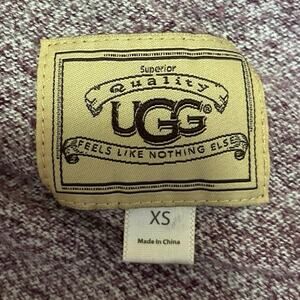 Superior
Quality
UGG®
FEELS LIKE NOTHING ELSE
XS
Made in China